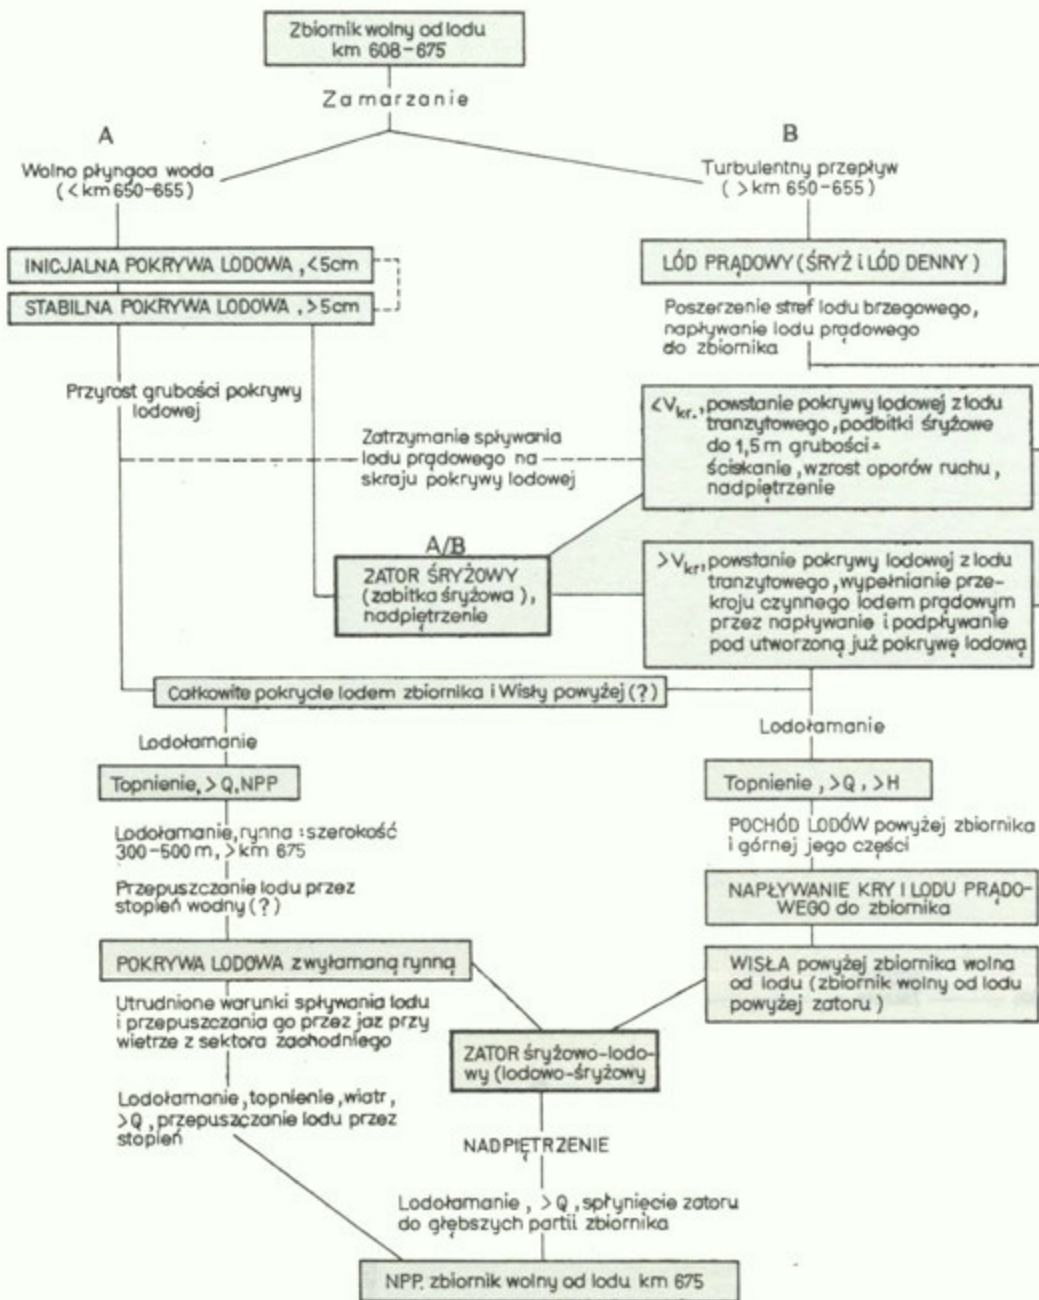 Zbiornik wolny od lodu
km 608-675
Zamarzanie
A
B
Wolno płyngca woda
(< km 650-655)
Turbulentny przepływ
( > km 650-655)
INICJALNA POKRYWA LODOWA , <5cm
STABILNA POKRYWA LODOWA , >5cm
LÓD PRĄDOWY (ŚRYŻ i LÓD DENNY )
Poszerzenie stref lodu brzegowego,
napływanie lodu prądowego
do zbiornika
Przyrost grubości pokrywy
lodowej
<Vkr., powstanie pokrywy lodowej z lodu
tranzytowego, podbitki śryżowe
do 1,5 m grubości-
ściskanie, wzrost oporów ruchu,
nadpiętrzenie
Zatrzymanie spływania
lodu prądowego na
skraju pokrywy lodowej
A/B
ZATOR ŚRYŻOWY
(zabitka śryżowa),
nadpiętrzenie
>Vkr, powstanie pokrywy lodowej z lodu
tranzytowego, wypełnianie prze-
kroju czynnego lodem prądowym
przez napływanie i podpływanie
pod utworzoną już pokrywę lodową
Całkowite pokrycie lodem zbiornika i Wisły powyżej (?)
Lodołamanie
Topnienie, >Q, NPP
Lodołamanie, rynna : szerokość
300-500 m, > km 675
Przepuszczanie lodu przez
stopień wodny (?)
POKRYWA LODOWA z wyłamaną rynną
Utrudnione warunki spływania lodu
i przepuszczania go przez jaz przy
wietrze z sektora zachodniego
Lodołamanie, topnienie, wiatr,
>Q, przepuszczanie lodu przez
stopień
Lodołamanie
Topnienie , >Q , >H
POCHÓD LODÓW powyżej zbiornika
i górnej jego części
NAPŁYWANIE KRY I LODU PRĄDO-
WEGO do zbiornika
WISŁA powyżej zbiornika wolna
od lodu (zbiornik wolny od lodu
powyżej zatoru )
ZATOR śryżowo-lodo-
wy (lodowo-śryżowy
NADPIĘTRZENIE
Lodołamanie , >Q , spłynięcie zatoru
do głębszych partii zbiornika
NPP, zbiornik wolny od lodu km 675